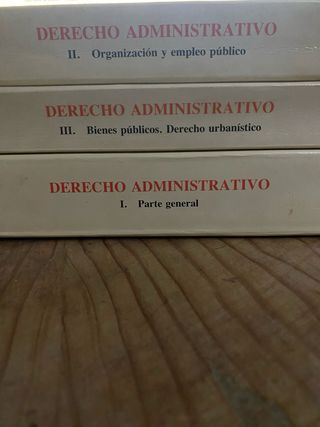 DERECHO ADMINISTRATIVO
II. Organización y empleo público
DERECHO ADMINISTRATIVO
III. Bienes públicos. Derecho urbanístico
DERECHO ADMINISTRATIVO
I. Parte general